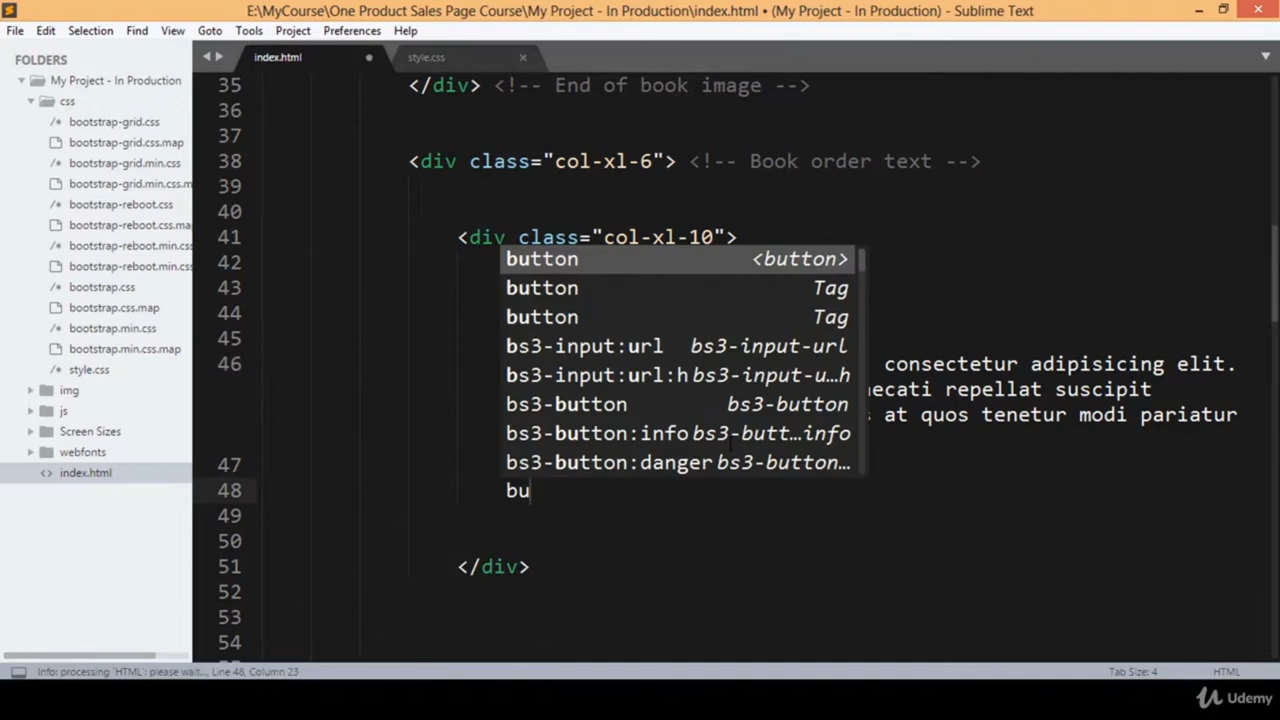 E:\MyCourse\One Product Sales Page Course\My Project - In Production\index.html • (My Project - In Production) - Sublime Text
File Edit Selection Find View Goto Tools Project Preferences Help
FOLDERS
My Project - In Production
css
bootstrap-grid.css
bootstrap-grid.css.map
bootstrap-grid.min.css
bootstrap-grid.min.css.m
bootstrap-reboot.css
bootstrap-reboot.css.ma
bootstrap-reboot.min.css
bootstrap-reboot.min.css
bootstrap.css
bootstrap.css.map
bootstrap.min.css
bootstrap.min.css.map
style.css
img
js
Screen Sizes
webfonts
index.html
index.html style.css
35 </div> <!-- End of book image -->
36
37
38 <div class="col-xl-6"> <!-- Book order text -->
39
40
41 <div class="col-xl-10">
42 button <button>
43 button Tag
44 button Tag
45 bs3-input:url bs3-input-url
46 bs3-input:url:h bs3-input-u…h consectetur adipisicing elit.
bs3-button bs3-button ecati repellat suscipit
bs3-button:info bs3-butt…info s at quos tenetur modi pariatur
47 bs3-button:danger bs3-button…
48 bu
49
50
51 </div>
52
53
54
Info: processing `HTML`: please wait..., Line 48, Column 23
Tab Size: 4
HTML
Udemy